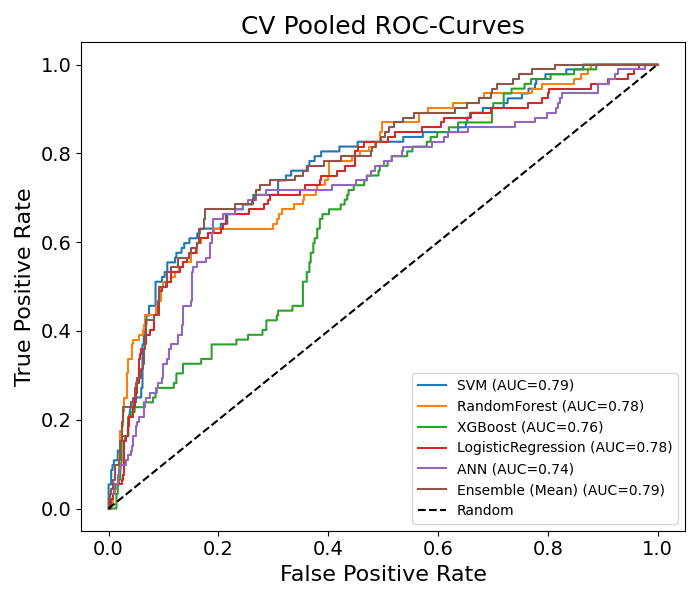 CV Pooled ROC-Curves
True Positive Rate
1.0
0.8
0.6
0.4
0.2
0.0
SVM (AUC=0.79)
RandomForest (AUC=0.78)
XGBoost (AUC=0.76)
LogisticRegression (AUC=0.78)
ANN (AUC=0.74)
Ensemble (Mean) (AUC=0.79)
Random
0.0 0.2 0.4 0.6 0.8 1.0
False Positive Rate